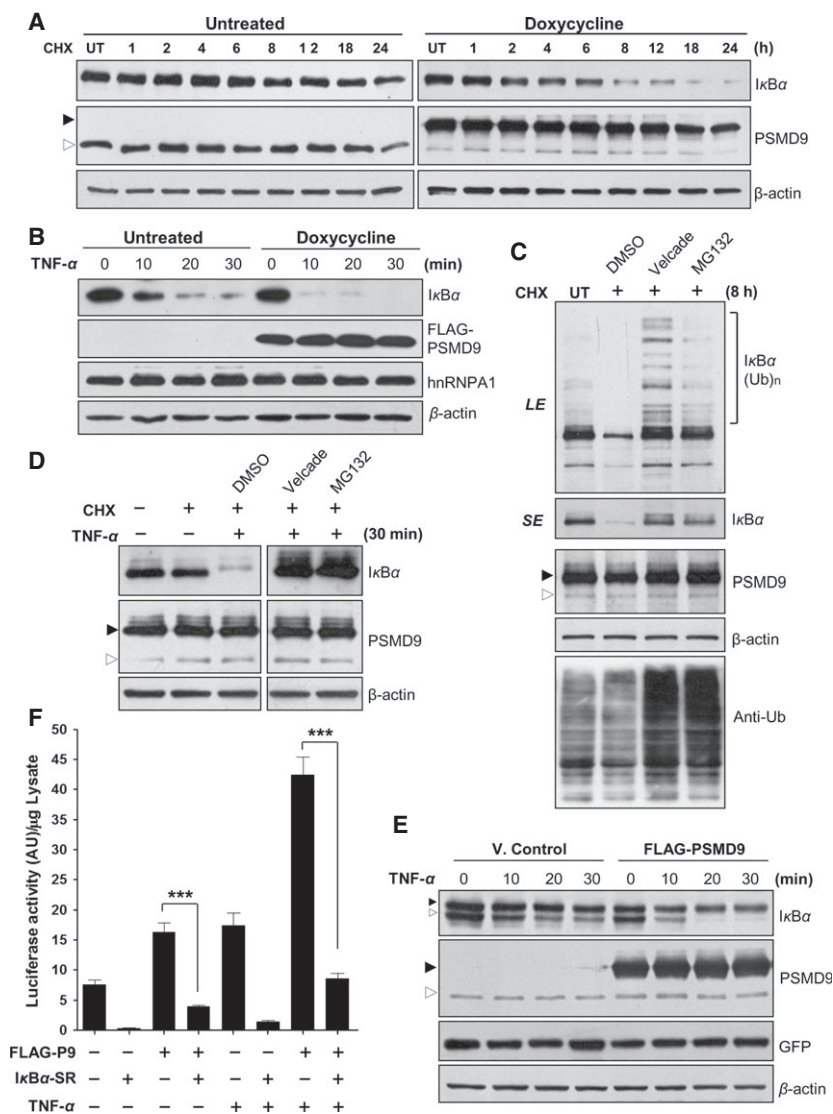 A
Untreated Doxycycline
CHX UT 1 2 4 6 8 1 2 18 24 UT 1 2 4 6 8 12 18 24 (h)
IκBα
PSMD9
β-actin
B
Untreated Doxycycline
TNF-α 0 10 20 30 0 10 20 30 (min)
IκBα
FLAG-
PSMD9
hnRNPA1
β-actin
C
DMSO Velcade MG132
CHX UT + + + (8 h)
IκBα
(Ub)n
LE
SE IκBα
PSMD9
β-actin
Anti-Ub
D
DMSO Velcade MG132
CHX – + + + +
TNF-α – – + + + (30 min)
IκBα
PSMD9
β-actin
F
Luciferase activity (AU)/µg Lysate
50
45
40
35
30
25
20
15
10
5
0
*** ***
FLAG-P9 – – + + – – + +
IκBα-SR – + – + – + – +
TNF-α – – – – + + + +
E
V. Control FLAG-PSMD9
TNF-α 0 10 20 30 0 10 20 30 (min)
IκBα
PSMD9
GFP
β-actin